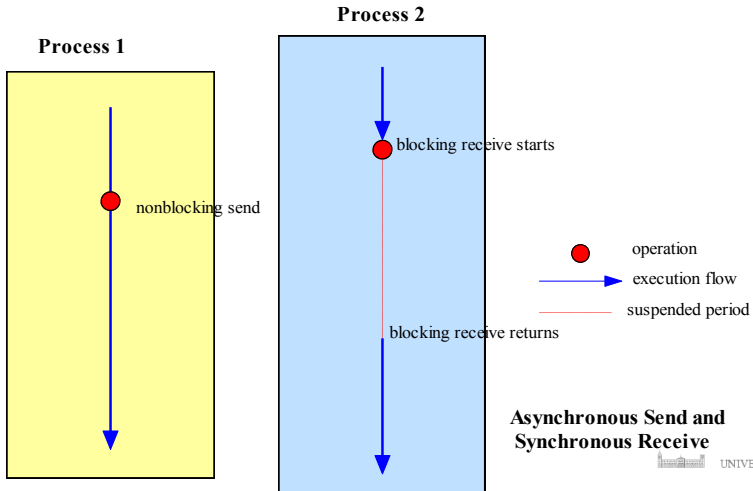 Process 1
Process 2
blocking receive starts
nonblocking send
operation
execution flow
suspended period
blocking receive returns
Asynchronous Send and
Synchronous Receive